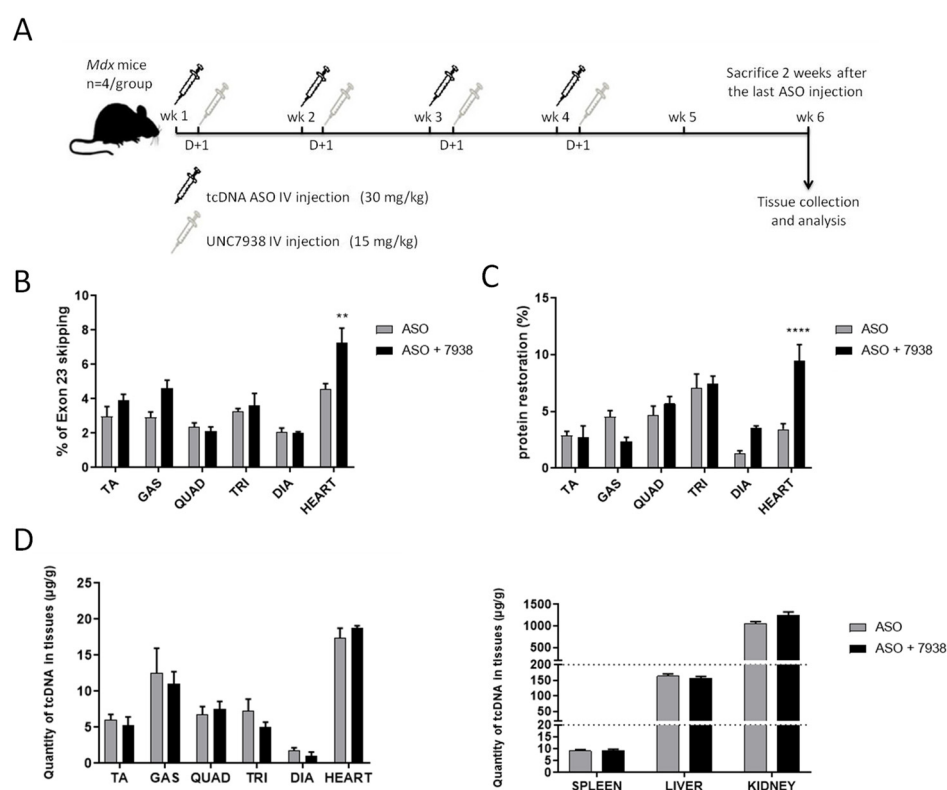 A
Mdx mice
n=4/group
Sacrifice 2 weeks after
the last ASO injection
wk 1
wk 2
wk 3
wk 4
wk 5
wk 6
D+1
D+1
D+1
D+1
tcDNA ASO IV injection (30 mg/kg)
UNC7938 IV injection (15 mg/kg)
Tissue collection
and analysis
B
% of Exon 23 skipping
10
8
6
4
2
0
**
TA
GAS
QUAD
TRI
DIA
HEART
ASO
ASO + 7938
C
protein restoration (%)
15
10
5
0
****
TA
GAS
QUAD
TRI
DIA
HEART
ASO
ASO + 7938
D
Quantity of tcDNA in tissues (µg/g)
25
20
15
10
5
0
TA
GAS
QUAD
TRI
DIA
HEART
Quantity of tcDNA in tissues (µg/g)
1500
1000
500
200
150
100
50
20
15
10
5
0
SPLEEN
LIVER
KIDNEY
ASO
ASO + 7938